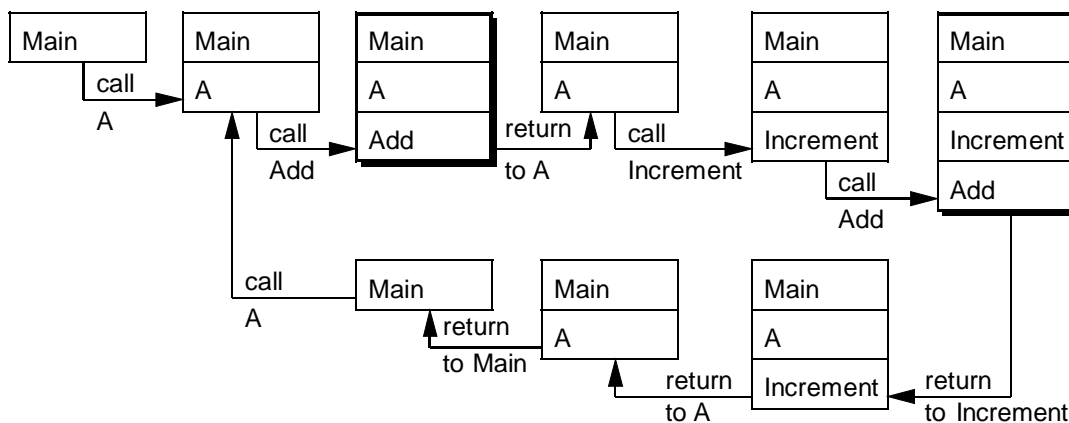 Main
call
A
Main
A
call
Add
Main
A
Add
return
to A
Main
A
call
Increment
Main
A
Increment
call
Add
Main
A
Increment
Add
return
to Increment
Main
A
Increment
return
to A
Main
A
return
to Main
Main
call
A